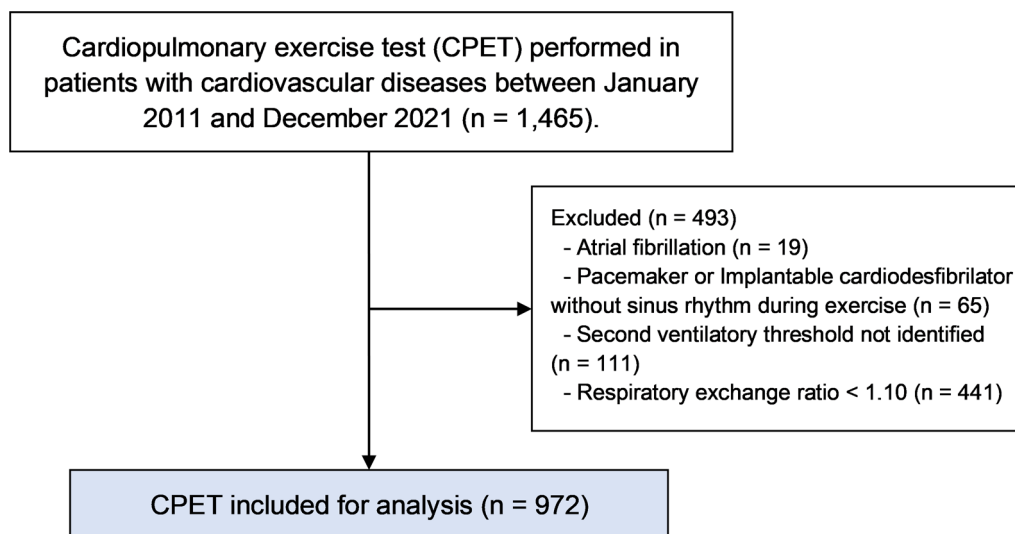 Cardiopulmonary exercise test (CPET) performed in
patients with cardiovascular diseases between January
2011 and December 2021 (n = 1,465).
Excluded (n = 493)
- Atrial fibrillation (n = 19)
- Pacemaker or Implantable cardiodesfibrilator
without sinus rhythm during exercise (n = 65)
- Second ventilatory threshold not identified
(n = 111)
- Respiratory exchange ratio < 1.10 (n = 441)
CPET included for analysis (n = 972)